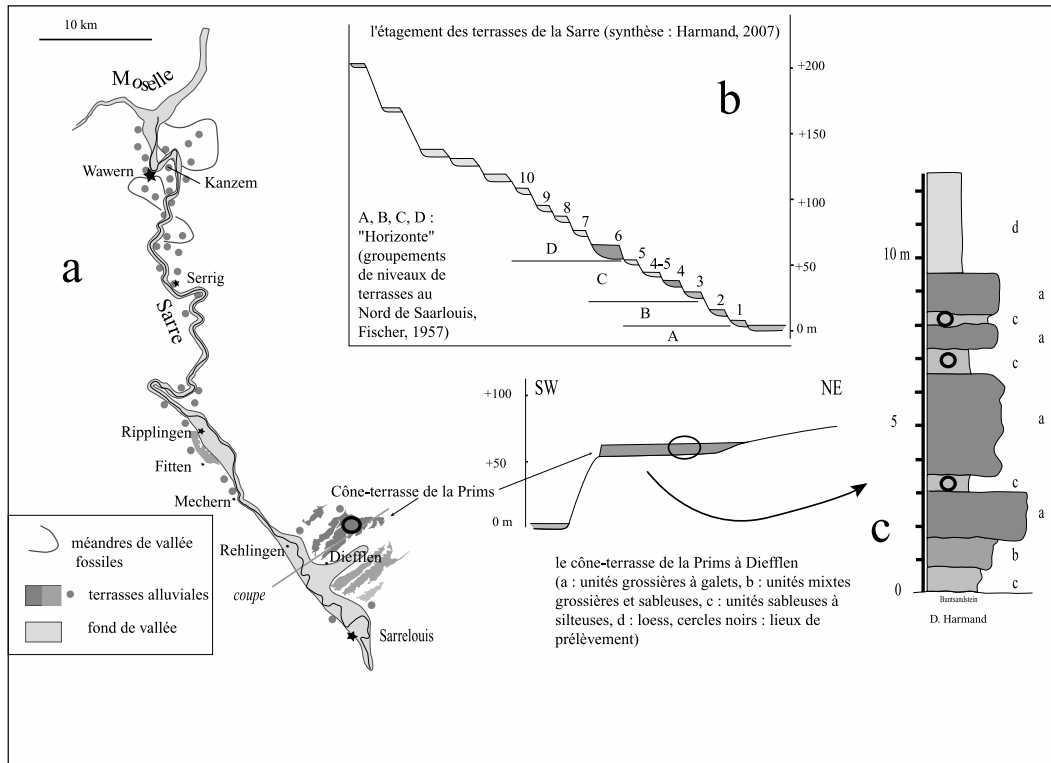 10 km
Moselle
Wawern
Kanzem
a
Serrig
Sarre
Ripplingen
Fitten
Mechern
Cône-terrasse de la Prims
Rehlingen
Diefflen
coupe
Sarrelouis
méandres de vallée
fossiles
terrasses alluviales
fond de vallée
l'étagement des terrasses de la Sarre (synthèse : Harmand, 2007)
b
+200
+150
+100
+50
0 m
10
9
8
7
6
5
4-5
4
3
2
1
D
C
B
A
A, B, C, D :
"Horizonte"
(groupements
de niveaux de
terrasses au
Nord de Saarlouis,
Fischer, 1957)
SW
NE
+100
+50
0 m
le cône-terrasse de la Prims à Diefflen
(a : unités grossières à galets, b : unités mixtes
grossières et sableuses, c : unités sableuses à
silteuses, d : loess, cercles noirs : lieux de
prélèvement)
c
10 m
5
0
d
a
c
a
c
a
c
a
b
c
Buntsandstein
D. Harmand